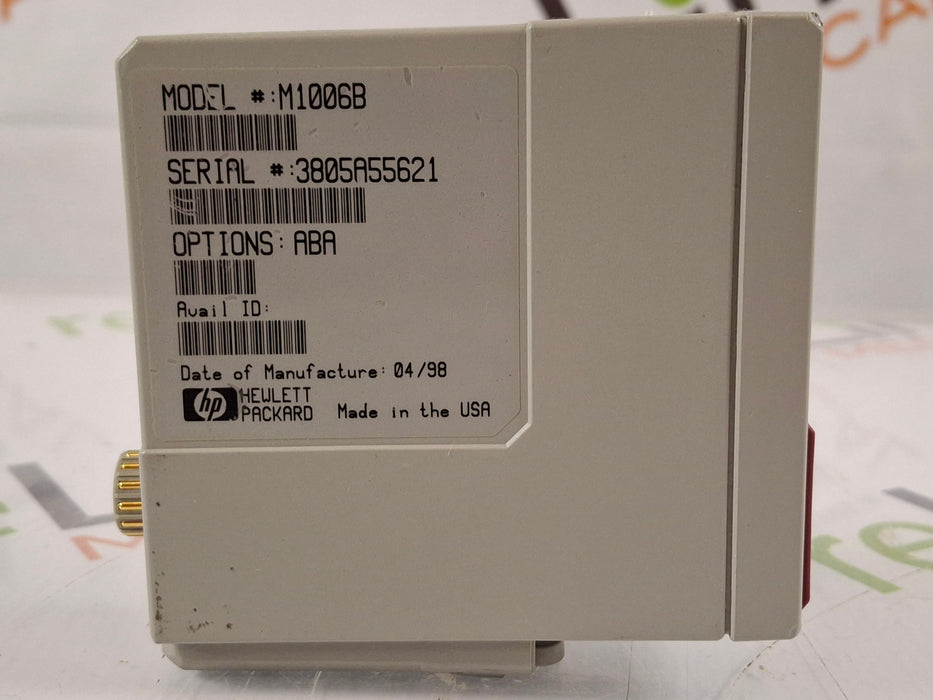 MODEL #:M1006B
SERIAL #:3805A55621
OPTIONS: ABA
Avail ID:
Date of Manufacture: 04/98
hp HEWLETT
PACKARD Made in the USA